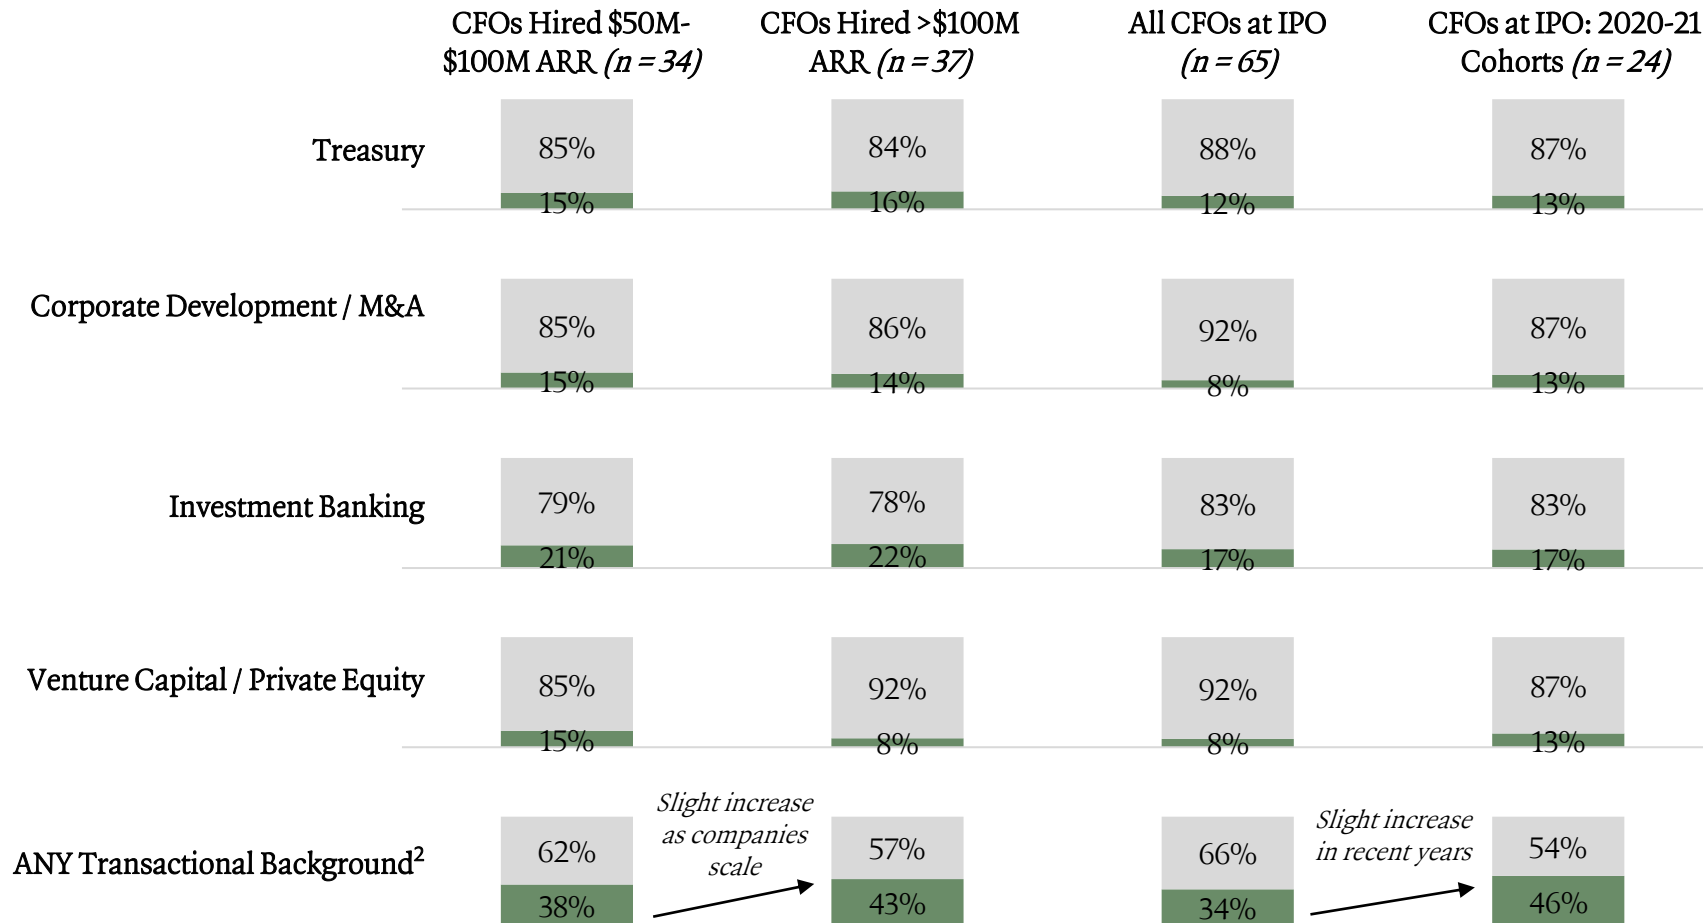 CFOs Hired $50M-
$100M ARR (n = 34)
CFOs Hired >$100M
ARR (n = 37)
All CFOs at IPO
(n = 65)
CFOs at IPO: 2020-21
Cohorts (n = 24)
Treasury
85%
15%
84%
16%
88%
12%
87%
13%
Corporate Development / M&A
85%
15%
86%
14%
92%
8%
87%
13%
Investment Banking
79%
21%
78%
22%
83%
17%
83%
17%
Venture Capital / Private Equity
85%
15%
92%
8%
92%
8%
87%
13%
ANY Transactional Background²
62%
38%
Slight increase
as companies
scale
57%
43%
66%
34%
Slight increase
in recent years
54%
46%